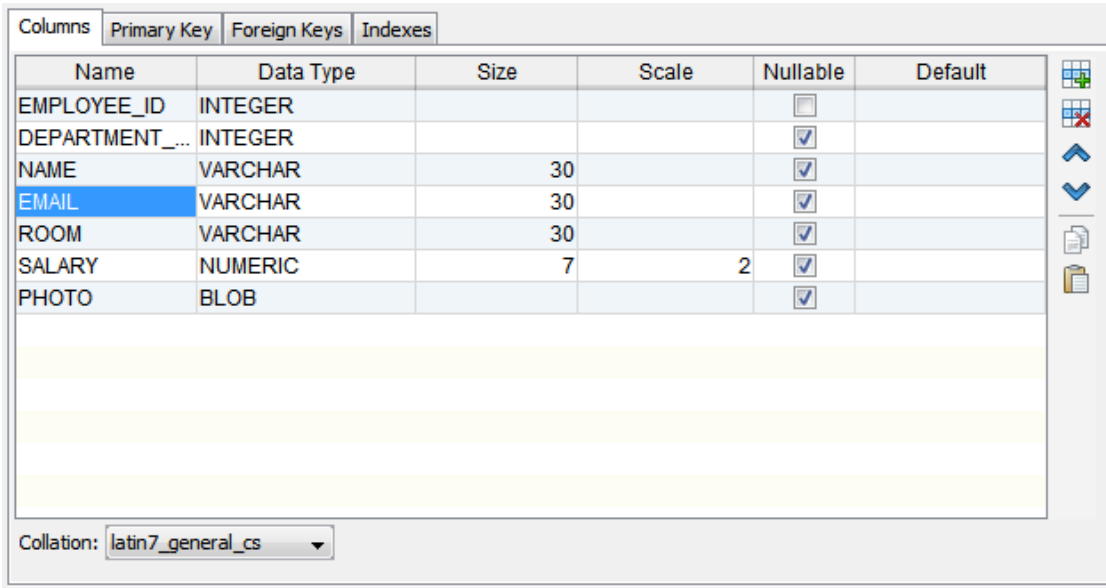 Columns Primary Key Foreign Keys Indexes
Name Data Type Size Scale Nullable Default
EMPLOYEE_ID INTEGER
DEPARTMENT_... INTEGER
NAME VARCHAR 30
EMAIL VARCHAR 30
ROOM VARCHAR 30
SALARY NUMERIC 7 2
PHOTO BLOB
Collation: latin7_general_cs